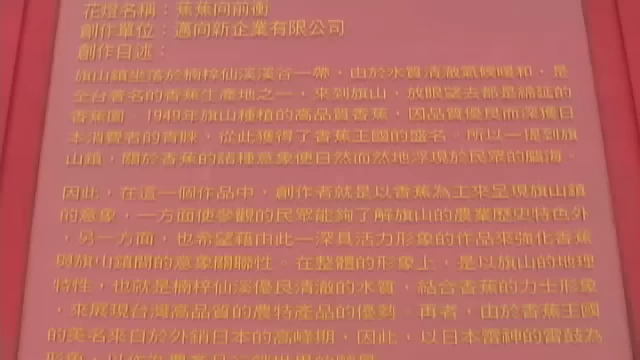 花燈名稱：蕉蕉向前衝
創作單位：邁向新企業有限公司
創作自述：
旗山鎮坐落於楠梓仙溪溪谷一帶，由於水質清澈氣候暖和，是
全台著名的香蕉生產地之一，來到旗山，放眼望去都是綿延的
香蕉園。1949年旗山種植的高品質香蕉，因品質優良而深獲日
本消費者的青睞，從此獲得了香蕉王國的盛名。所以一提到旗
山鎮，關於香蕉的諸種意象便日然而然地浮現於民眾的腦海。
因此，在這一個作品中，創作者就是以香蕉為主來呈現旗山鎮
的意象，一方面使參觀的民眾能夠了解旗山的農業歷史特色外
，另一方面，也希望藉由此一深具活力形象的作品來強化香蕉
與旗山鎮間的意象關聯性。在整體的形象上，是以旗山的地理
特性，也就是楠梓仙溪優良清澈的水質，結合香蕉的力士形象
，來展現台灣高品質的農特產品的優勢。再者，由於香蕉王國
的美名來自於外銷日本的高峰期，因此，以日本雷神的雷鼓為